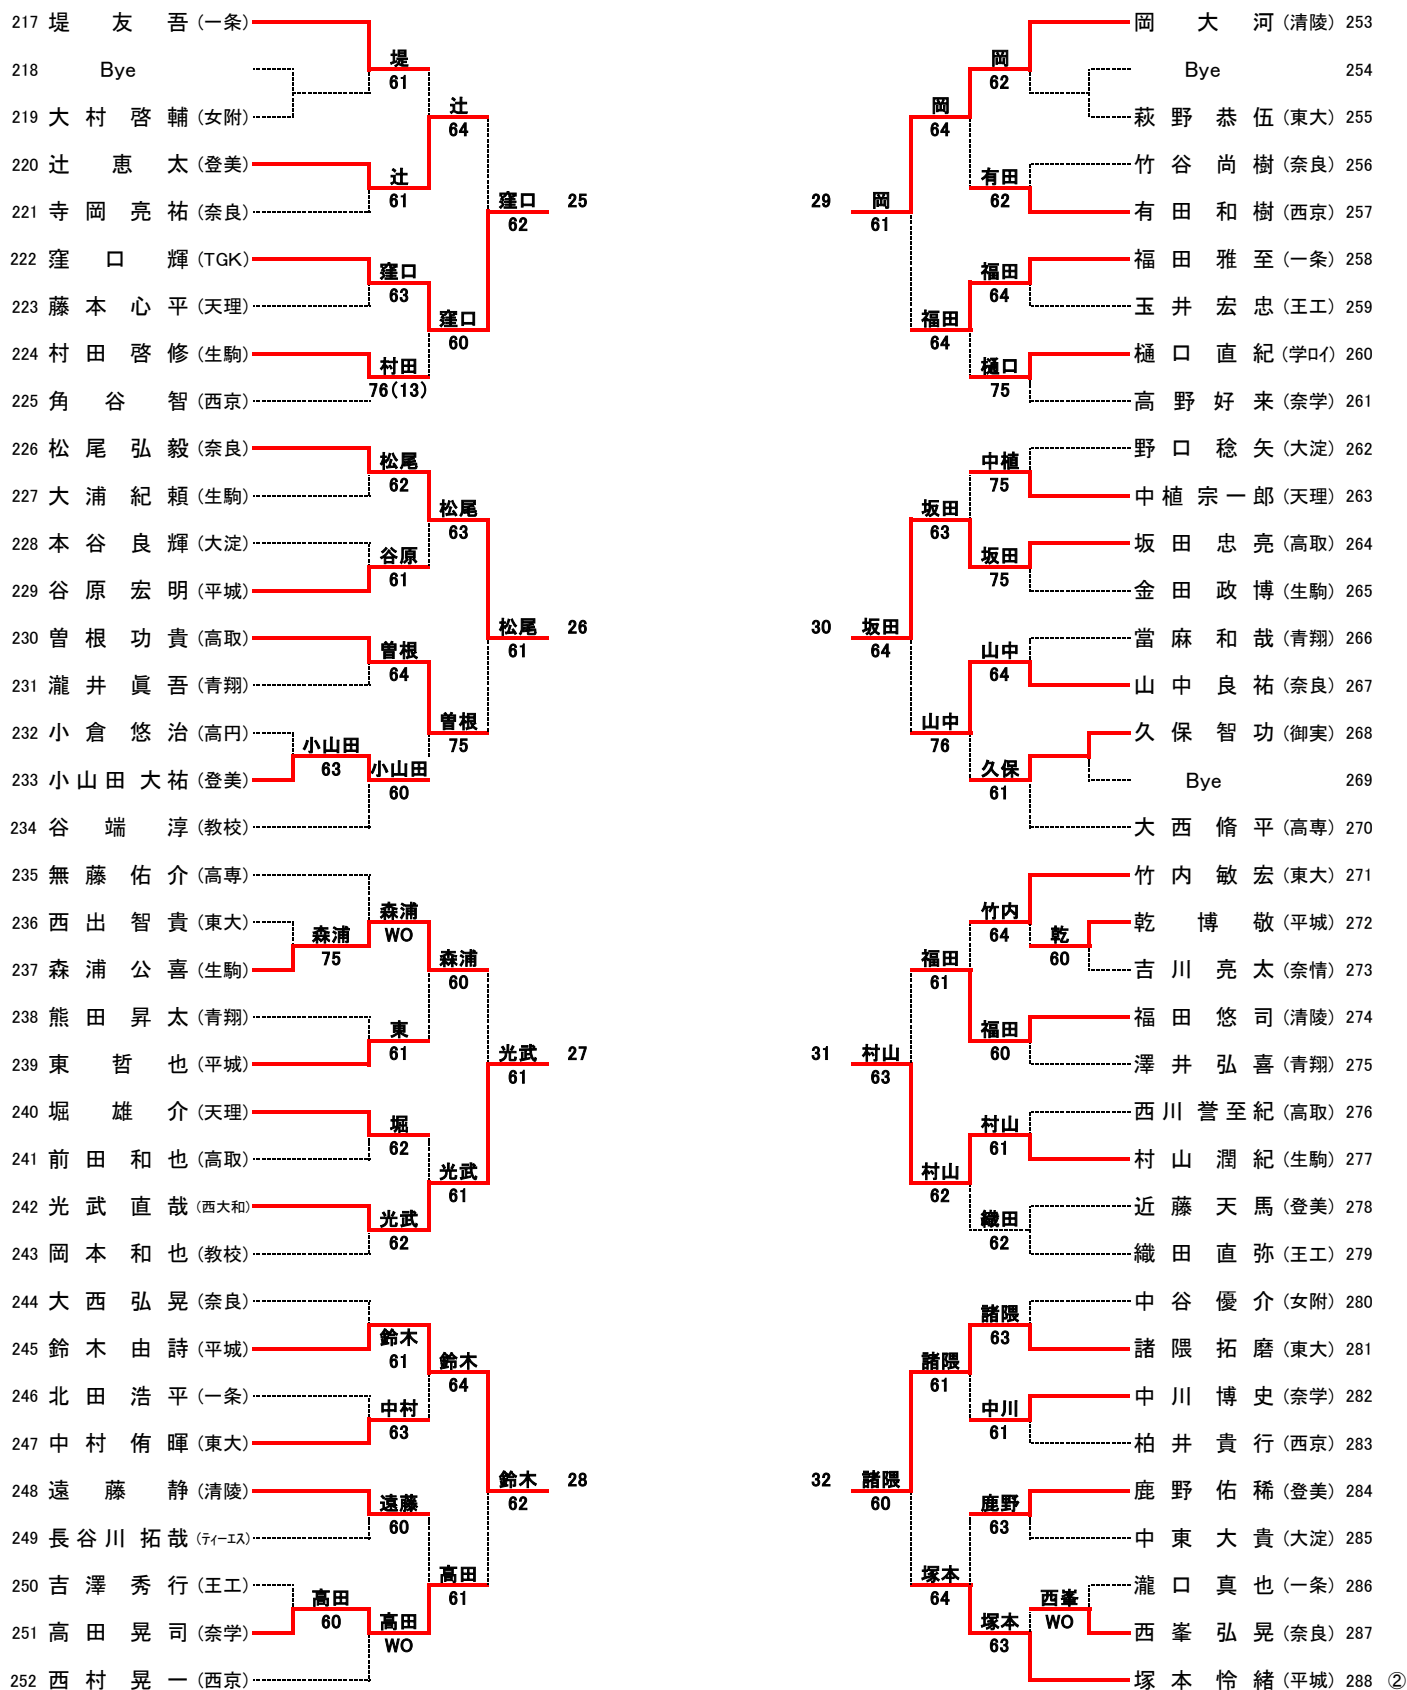 217 堤 友 吾 (一条)
堤
61
218 Bye
219 大 村 啓 輔 (女附)
辻
64
220 辻 恵 太 (登美)
辻
61
221 寺 岡 亮 祐 (奈良)
窪口 25
62
222 窪 口 輝 (TGK)
窪口
63
223 藤 本 心 平 (天理)
窪口
60
224 村 田 啓 修 (生駒)
村田
76(13)
225 角 谷 智 (西京)
226 松 尾 弘 毅 (奈良)
松尾
62
227 大 浦 紀 頼 (生駒)
松尾
63
228 本 谷 良 輝 (大淀)
谷原
61
229 谷 原 宏 明 (平城)
松尾 26
61
230 曽 根 功 貴 (高取)
曽根
64
231 瀧 井 眞 吾 (青翔)
曽根
75
232 小 倉 悠 治 (高円)
小山田
63
233 小 山 田 大 祐 (登美)
小山田
60
234 谷 端 淳 (教校)
235 無 藤 佑 介 (高専)
森浦
WO
236 西 出 智 貴 (東大)
森浦
75
237 森 浦 公 喜 (生駒)
森浦
60
238 熊 田 昇 太 (青翔)
東
61
239 東 哲 也 (平城)
光武 27
61
240 堀 雄 介 (天理)
堀
62
241 前 田 和 也 (高取)
光武
61
242 光 武 直 哉 (西大和)
光武
62
243 岡 本 和 也 (教校)
244 大 西 弘 晃 (奈良)
鈴木
61
245 鈴 木 由 詩 (平城)
鈴木
64
246 北 田 浩 平 (一条)
中村
63
247 中 村 侑 暉 (東大)
鈴木 28
62
248 遠 藤 静 (清陵)
遠藤
60
249 長 谷 川 拓 哉 (ティーエス)
高田
61
250 吉 澤 秀 行 (王工)
高田
60
251 高 田 晃 司 (奈学)
高田
WO
252 西 村 晃 一 (西京)
岡 大 河 (清陵) 253
岡
62
Bye 254
岡
64
萩 野 恭 伍 (東大) 255
竹 谷 尚 樹 (奈良) 256
有田
62
有 田 和 樹 (西京) 257
29 岡
61
福 田 雅 至 (一条) 258
福田
64
玉 井 宏 忠 (王工) 259
福田
64
樋 口 直 紀 (学ロイ) 260
樋口
75
高 野 好 来 (奈学) 261
野 口 稔 矢 (大淀) 262
中植
75
中 植 宗 一 郎 (天理) 263
坂田
63
坂 田 忠 亮 (高取) 264
坂田
75
金 田 政 博 (生駒) 265
30 坂田
64
當 麻 和 哉 (青翔) 266
山中
64
山 中 良 祐 (奈良) 267
山中
76
久 保 智 功 (御実) 268
久保
61
Bye 269
大 西 脩 平 (高専) 270
竹 内 敏 宏 (東大) 271
竹内
64
乾 博 敬 (平城) 272
乾
60
福田
61
吉 川 亮 太 (奈情) 273
福 田 悠 司 (清陵) 274
福田
60
澤 井 弘 喜 (青翔) 275
31 村山
63
西 川 誉 至 紀 (高取) 276
村山
61
村 山 潤 紀 (生駒) 277
村山
62
近 藤 天 馬 (登美) 278
織田
62
織 田 直 弥 (王工) 279
中 谷 優 介 (女附) 280
諸隈
63
諸 隈 拓 磨 (東大) 281
諸隈
61
中 川 博 史 (奈学) 282
中川
61
柏 井 貴 行 (西京) 283
32 諸隈
60
鹿 野 佑 稀 (登美) 284
鹿野
63
中 東 大 貴 (大淀) 285
塚本
64
瀧 口 真 也 (一条) 286
西峯
WO
西 峯 弘 晃 (奈良) 287
塚本
63
塚 本 怜 緒 (平城) 288 ②